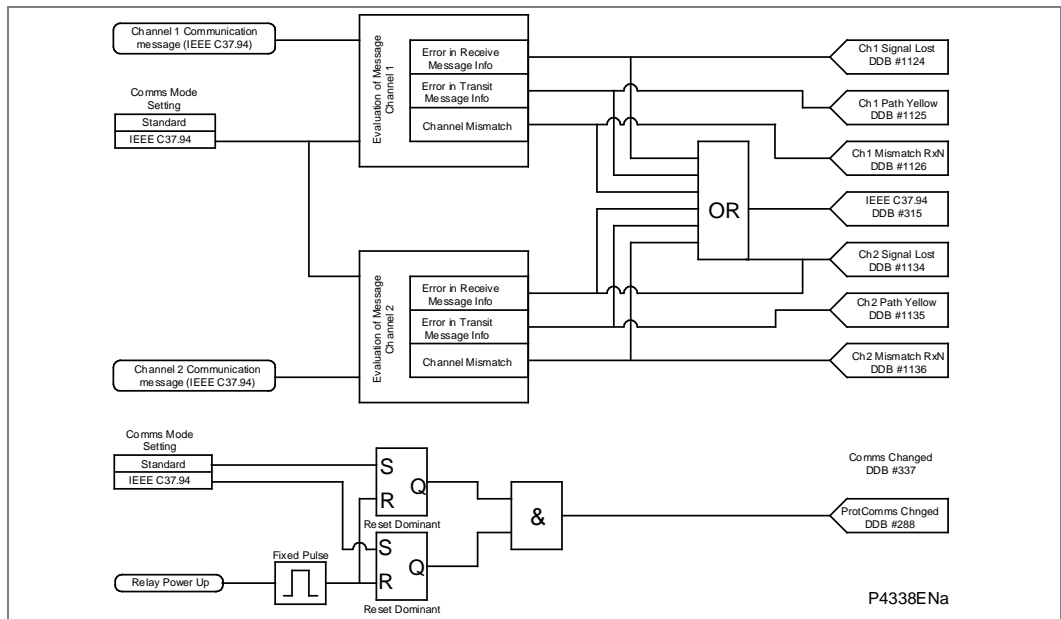 Channel 1 Communication
message (IEEE C37.94)
Comms Mode
Setting
Standard
IEEE C37.94
Evaluation of Message
Channel 1
Error in Receive
Message Info
Error in Transit
Message Info
Channel Mismatch
Ch1 Signal Lost
DDB #1124
Ch1 Path Yellow
DDB #1125
Ch1 Mismatch RxN
DDB #1126
OR
IEEE C37.94
DDB #315
Ch2 Signal Lost
DDB #1134
Ch2 Path Yellow
DDB #1135
Ch2 Mismatch RxN
DDB #1136
Evaluation of Message
Channel 2
Error in Receive
Message Info
Error in Transit
Message Info
Channel Mismatch
Channel 2 Communication
message (IEEE C37.94)
Comms Mode
Setting
Standard
IEEE C37.94
S
Q
R
Reset Dominant
S
Q
R
Reset Dominant
&
Comms Changed
DDB #337
ProtComms Chnged
DDB #288
Fixed Pulse
Relay Power Up
P4338ENa